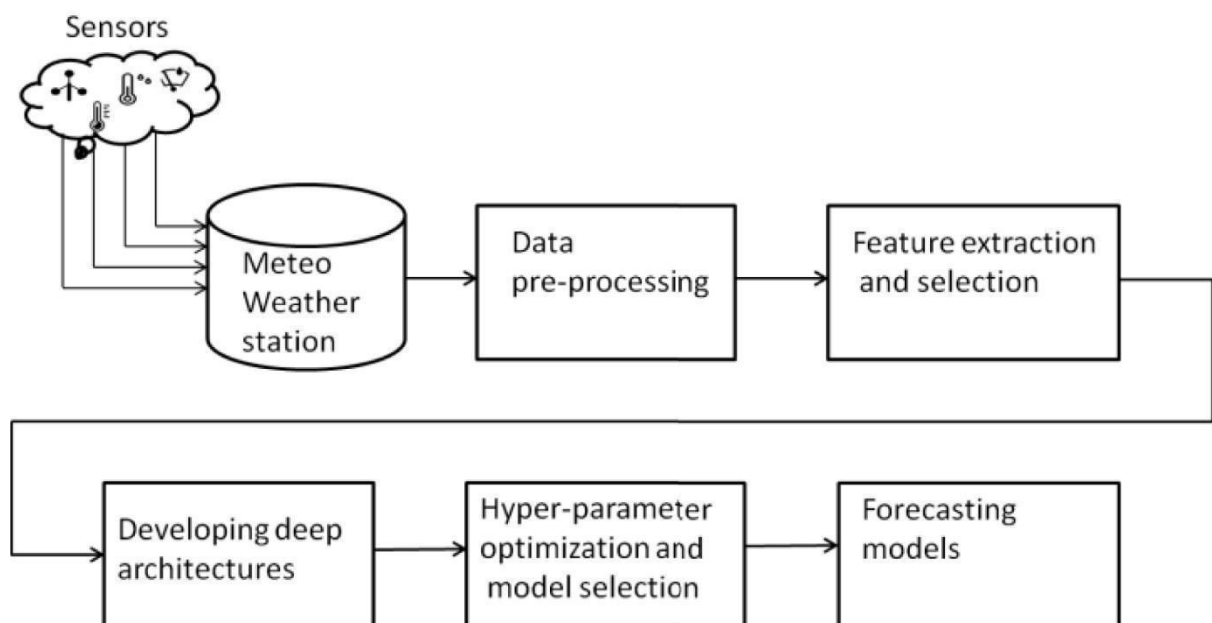 Sensors
Meteo
Weather
station
Data
pre-processing
Feature extraction
and selection
Developing deep
architectures
Hyper-parameter
optimization and
model selection
Forecasting
models